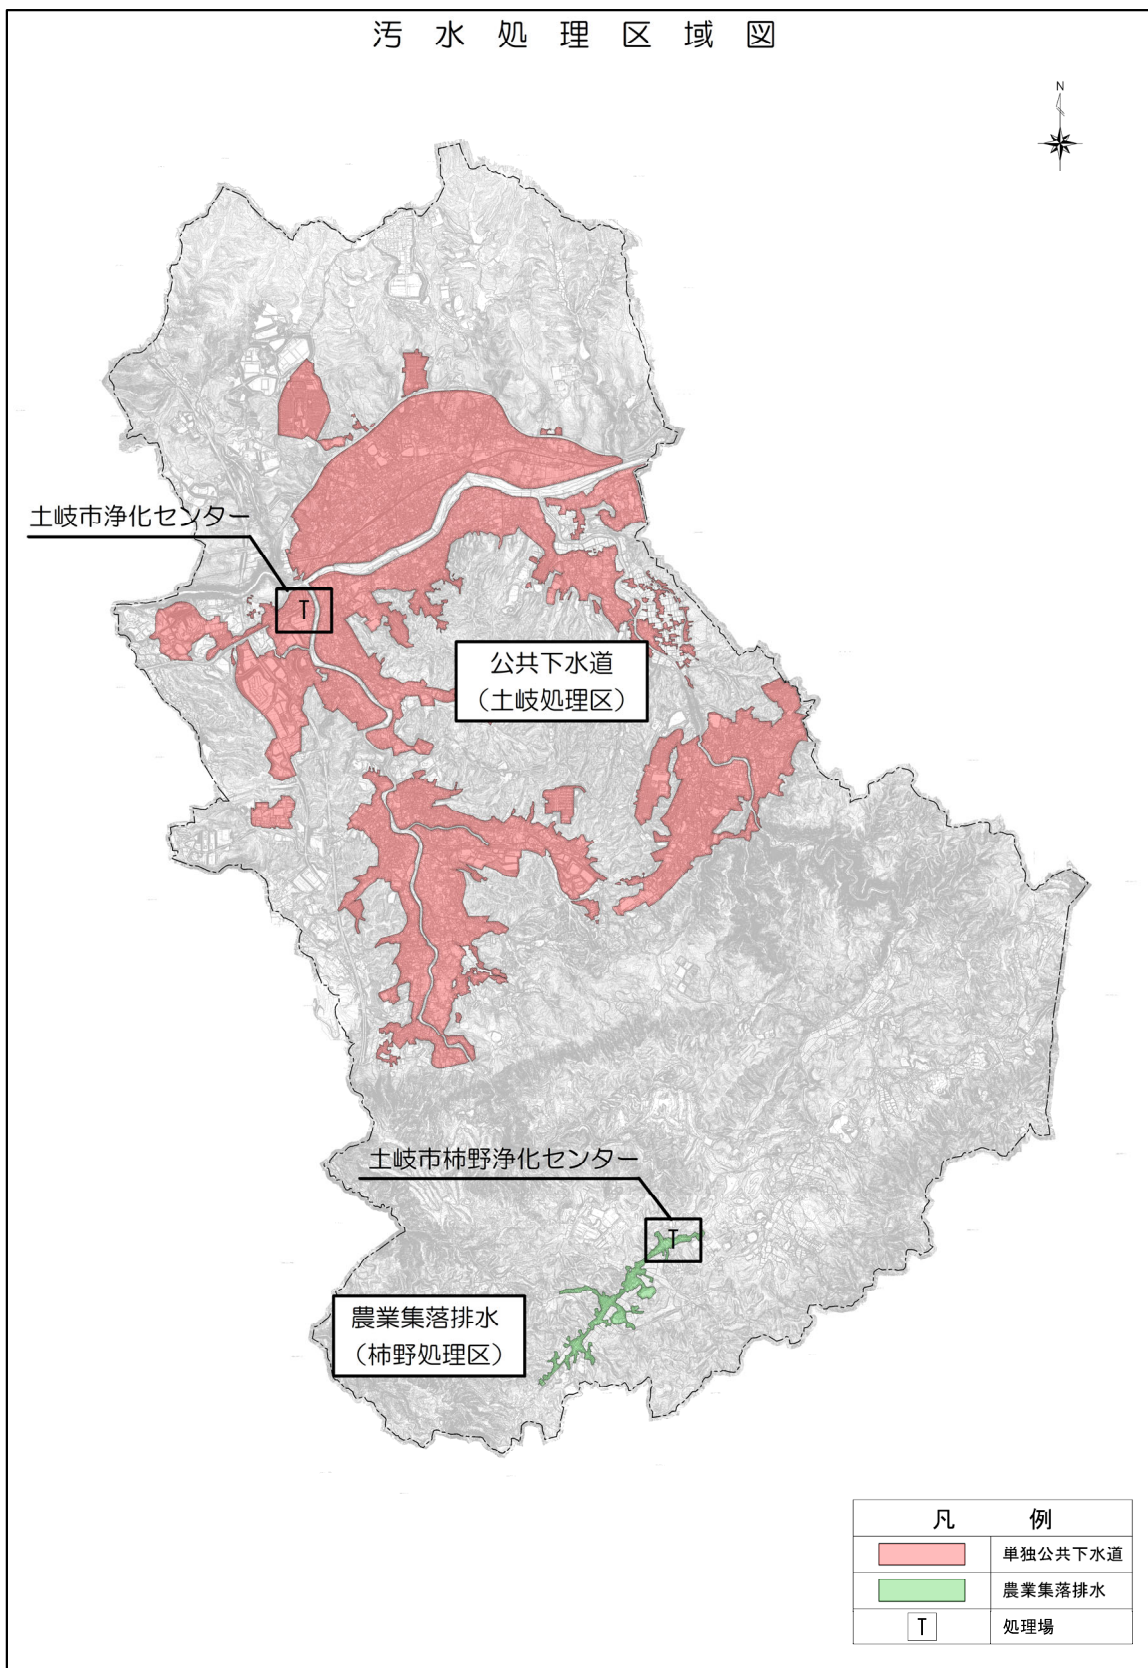 汚水処理区域図
N
土岐市浄化センター
T
公共下水道
（土岐処理区）
土岐市柿野浄化センター
T
農業集落排水
（柿野処理区）
凡 例
単独公共下水道
農業集落排水
T 処理場